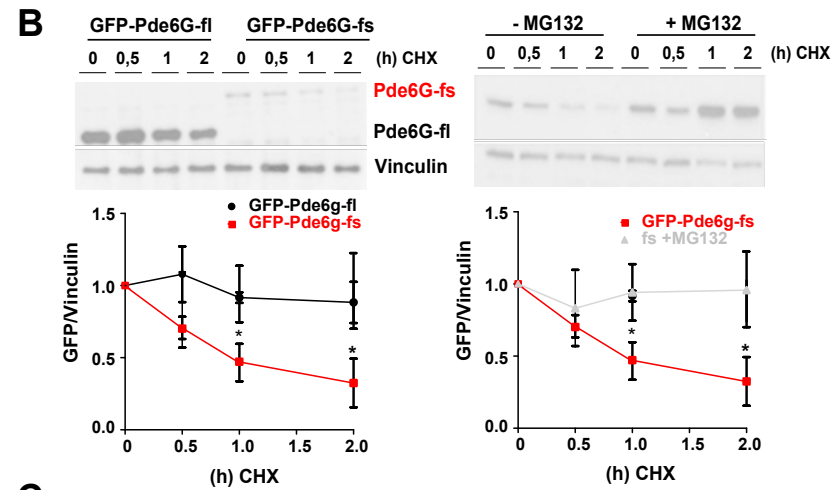 B
GFP-Pde6G-fl GFP-Pde6G-fs
0 0,5 1 2 0 0,5 1 2 (h) CHX
Pde6G-fs
Pde6G-fl
Vinculin
- MG132 + MG132
0 0,5 1 2 0 0,5 1 2 (h) CHX
GFP-Pde6g-fl
GFP-Pde6g-fs
GFP/Vinculin
1.5
1.0
0.5
0.0
* *
0 0.5 1.0 1.5 2.0
(h) CHX
GFP-Pde6g-fs
fs +MG132
GFP/Vinculin
1.5
1.0
0.5
0.0
* *
0 0.5 1.0 1.5 2.0
(h) CHX